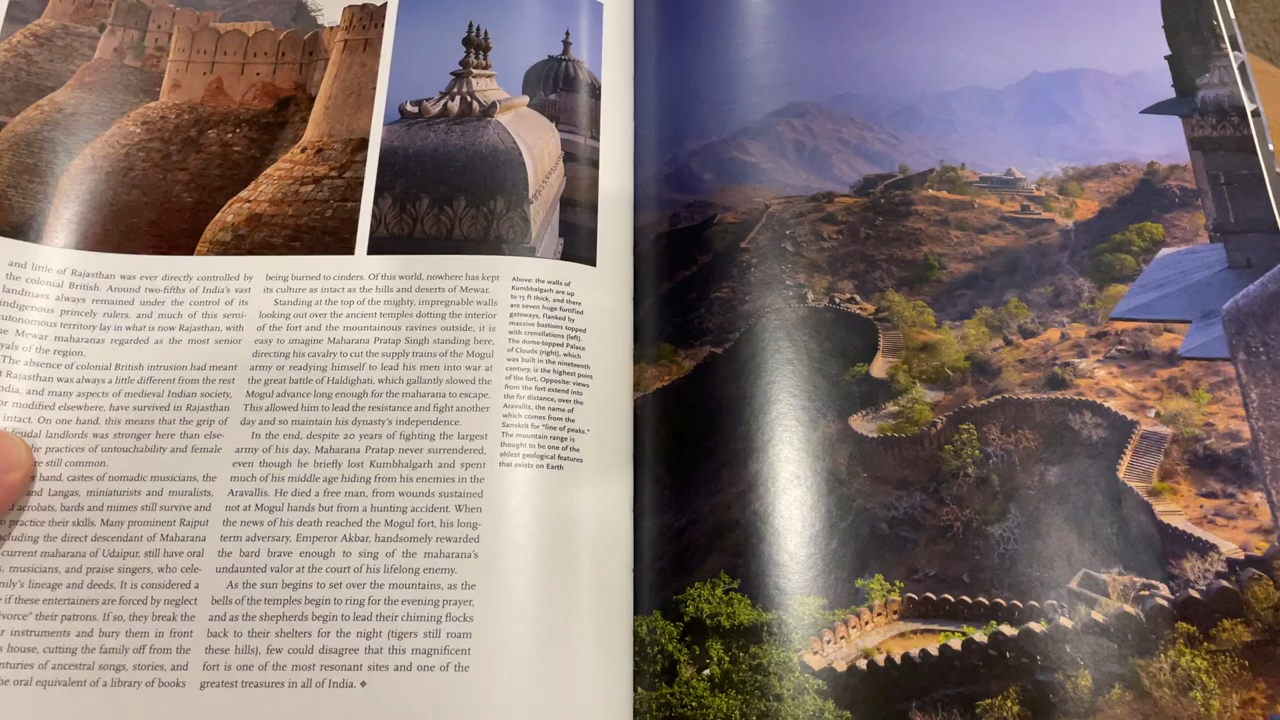 and little of Rajasthan was ever directly controlled by
the colonial British. Around two-fifths of India's vast
landmass always remained under the control of its
indigenous princely rulers, and much of this semi-
autonomous territory lay in what is now Rajasthan, with
Mewar maharanas regarded as the most senior
of the region.
The absence of colonial British intrusion had meant
Rajasthan was always a little different from the rest
and many aspects of medieval Indian society,
or modified elsewhere, have survived in Rajasthan
intact. On one hand, this means that the grip of
feudal landlords was stronger here than else-
practices of untouchability and female
still common.
hand, castes of nomadic musicians, the
and Langas, miniaturists and muralists,
acrobats, bards and mimes still survive and
practice their skills. Many prominent Rajput
the direct descendant of Maharana
current maharana of Udaipur, still have oral
musicians, and praise singers, who cele-
lineage and deeds. It is considered a
if these entertainers are forced by neglect
their patrons. If so, they break the
instruments and bury them in front
house, cutting the family off from the
of ancestral songs, stories, and
oral equivalent of a library of books
being burned to cinders. Of this world, nowhere has kept
its culture as intact as the hills and deserts of Mewar.
Standing at the top of the mighty, impregnable walls
looking out over the ancient temples dotting the interior
of the fort and the mountainous ravines outside, it is
easy to imagine Maharana Pratap Singh standing here,
directing his cavalry to cut the supply trains of the Mogul
army or readying himself to lead his men into war at
the great battle of Haldighati, which gallantly slowed the
Mogul advance long enough for the maharana to escape.
This allowed him to lead the resistance and fight another
day and so maintain his dynasty's independence.
In the end, despite 20 years of fighting the largest
army of his day, Maharana Pratap never surrendered,
even though he briefly lost Kumbhalgarh and spent
much of his middle age hiding from his enemies in the
Aravallis. He died a free man, from wounds sustained
not at Mogul hands but from a hunting accident. When
the news of his death reached the Mogul fort, his long-
term adversary, Emperor Akbar, handsomely rewarded
the bard brave enough to sing of the maharana's
undaunted valor at the court of his lifelong enemy.
As the sun begins to set over the mountains, as the
bells of the temples begin to ring for the evening prayer,
and as the shepherds begin to lead their chiming flocks
back to their shelters for the night (tigers still roam
these hills), few could disagree that this magnificent
fort is one of the most resonant sites and one of the
greatest treasures in all of India.
Above: the walls of
Kumbhalgarh are up
to 15 ft thick, and there
are seven huge fortified
gateways, flanked by
massive bastions topped
with crenellations (left).
The dome-topped Palace
of Clouds (right), which
was built in the nineteenth
century, is the highest point
of the fort. Opposite: views
from the fort extend into
the far distance, over the
Aravallis, the name of
which comes from the
Sanskrit for "line of peaks."
The mountain range is
thought to be one of the
oldest geological features
that exists on Earth